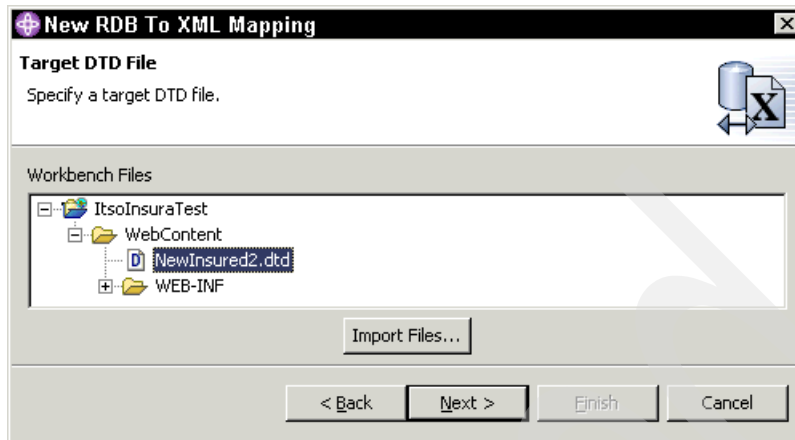 New RDB To XML Mapping
Target DTD File
Specify a target DTD file.
X
Workbench Files
ItsoInsuraTest
WebContent
D NewInsured2.dtd
WEB-INF
Import Files...
< Back Next > Finish Cancel